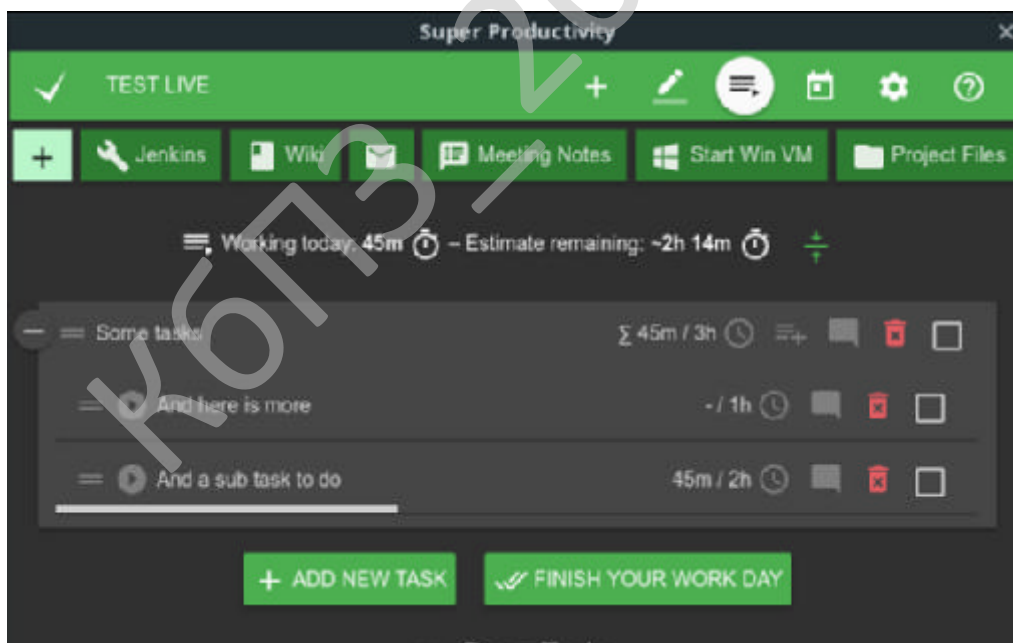 Super Productivity
TEST LIVE
Jenkins Wiki Meeting Notes Start Win VM Project Files
Working today: 45m – Estimate remaining: ~2h 14m
Some tasks ∑ 45m / 3h
And here is more - / 1h
And a sub task to do 45m / 2h
+ ADD NEW TASK FINISH YOUR WORK DAY
КбПЗ_20